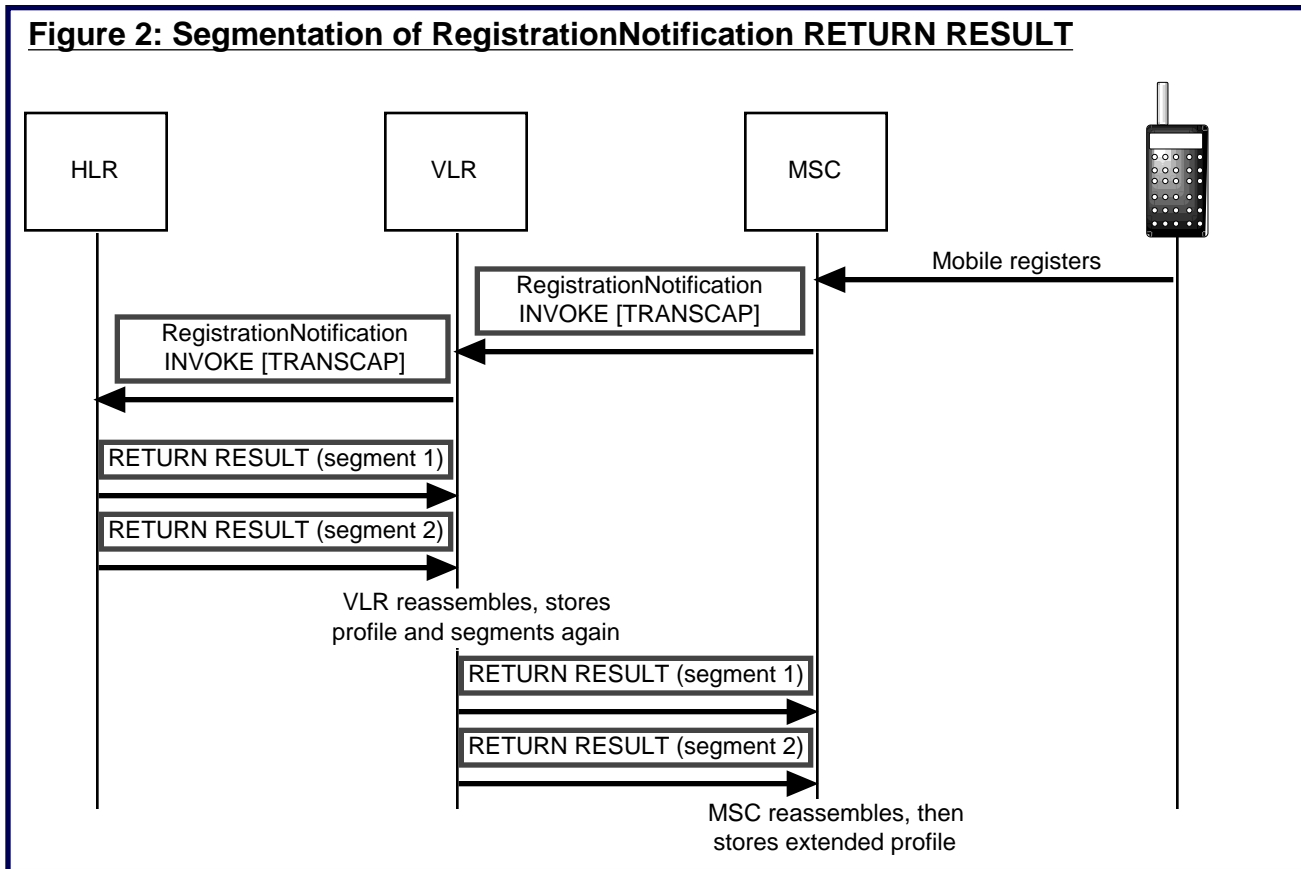 Figure 2: Segmentation of RegistrationNotification RETURN RESULT
HLR
VLR
MSC
Mobile registers
RegistrationNotification
INVOKE [TRANSCAP]
RegistrationNotification
INVOKE [TRANSCAP]
RETURN RESULT (segment 1)
RETURN RESULT (segment 2)
VLR reassembles, stores
profile and segments again
RETURN RESULT (segment 1)
RETURN RESULT (segment 2)
MSC reassembles, then
stores extended profile